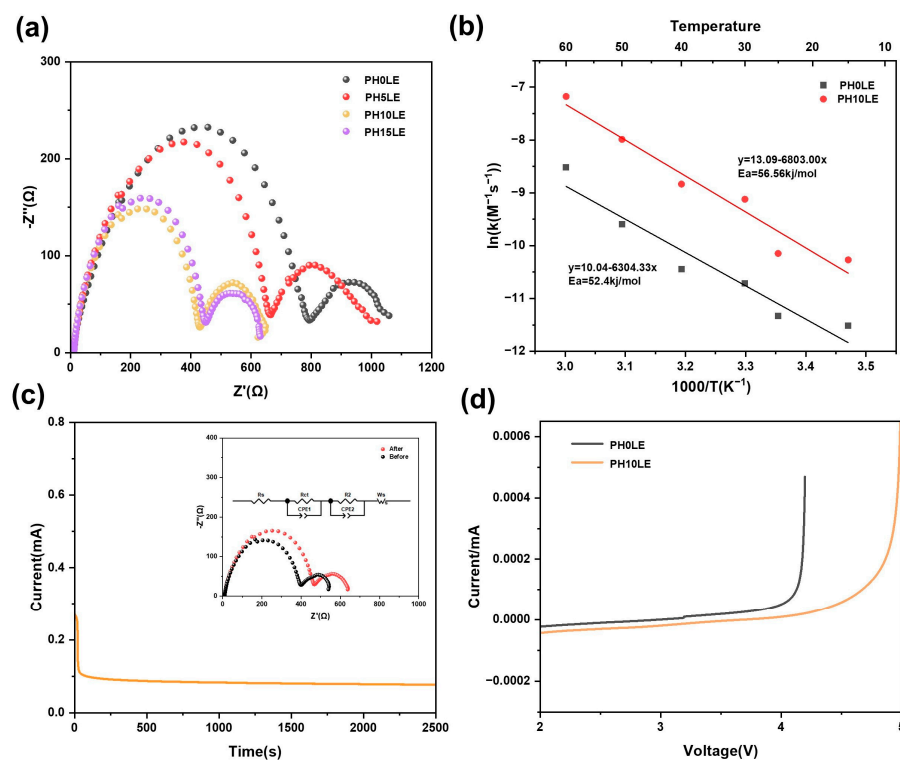 (a)
300
200
100
0
-Z''(Ω)
0 200 400 600 800 1000 1200
Z'(Ω)
PH0LE
PH5LE
PH10LE
PH15LE
(b)
Temperature
60 50 40 30 20 10
−7
−8
−9
−10
−11
−12
ln(k(M⁻¹s⁻¹)
PH0LE
PH10LE
y=13.09-6803.00x
Ea=56.56kj/mol
y=10.04-6304.33x
Ea=52.4kj/mol
3.0 3.1 3.2 3.3 3.4 3.5
1000/T(K⁻¹)
(c)
0.8
0.6
0.4
0.2
0.0
Current(mA)
0 500 1000 1500 2000 2500
Time(s)
400
300
200
100
0
-Z''(Ω)
After
Before
Rs Rct R2 Ws
CPE1 CPE2
0 200 400 600 800 1000
Z'(Ω)
(d)
0.0006
0.0004
0.0002
0.0000
−0.0002
Current/mA
PH0LE
PH10LE
2 3 4 5
Voltage(V)